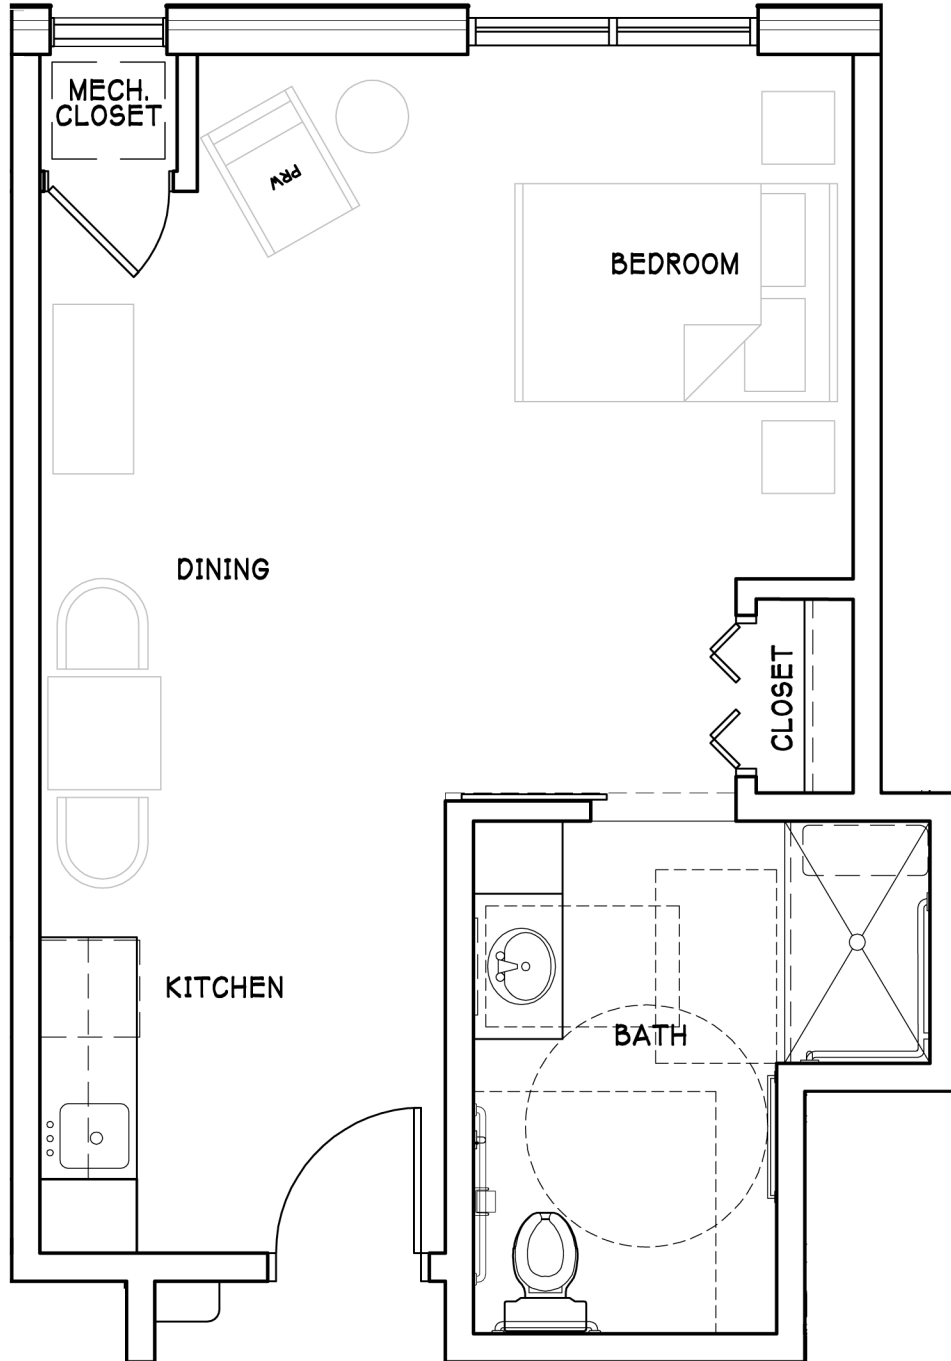 MECH.
CLOSET
PRW
BEDROOM
DINING
CLOSET
KITCHEN
BATH